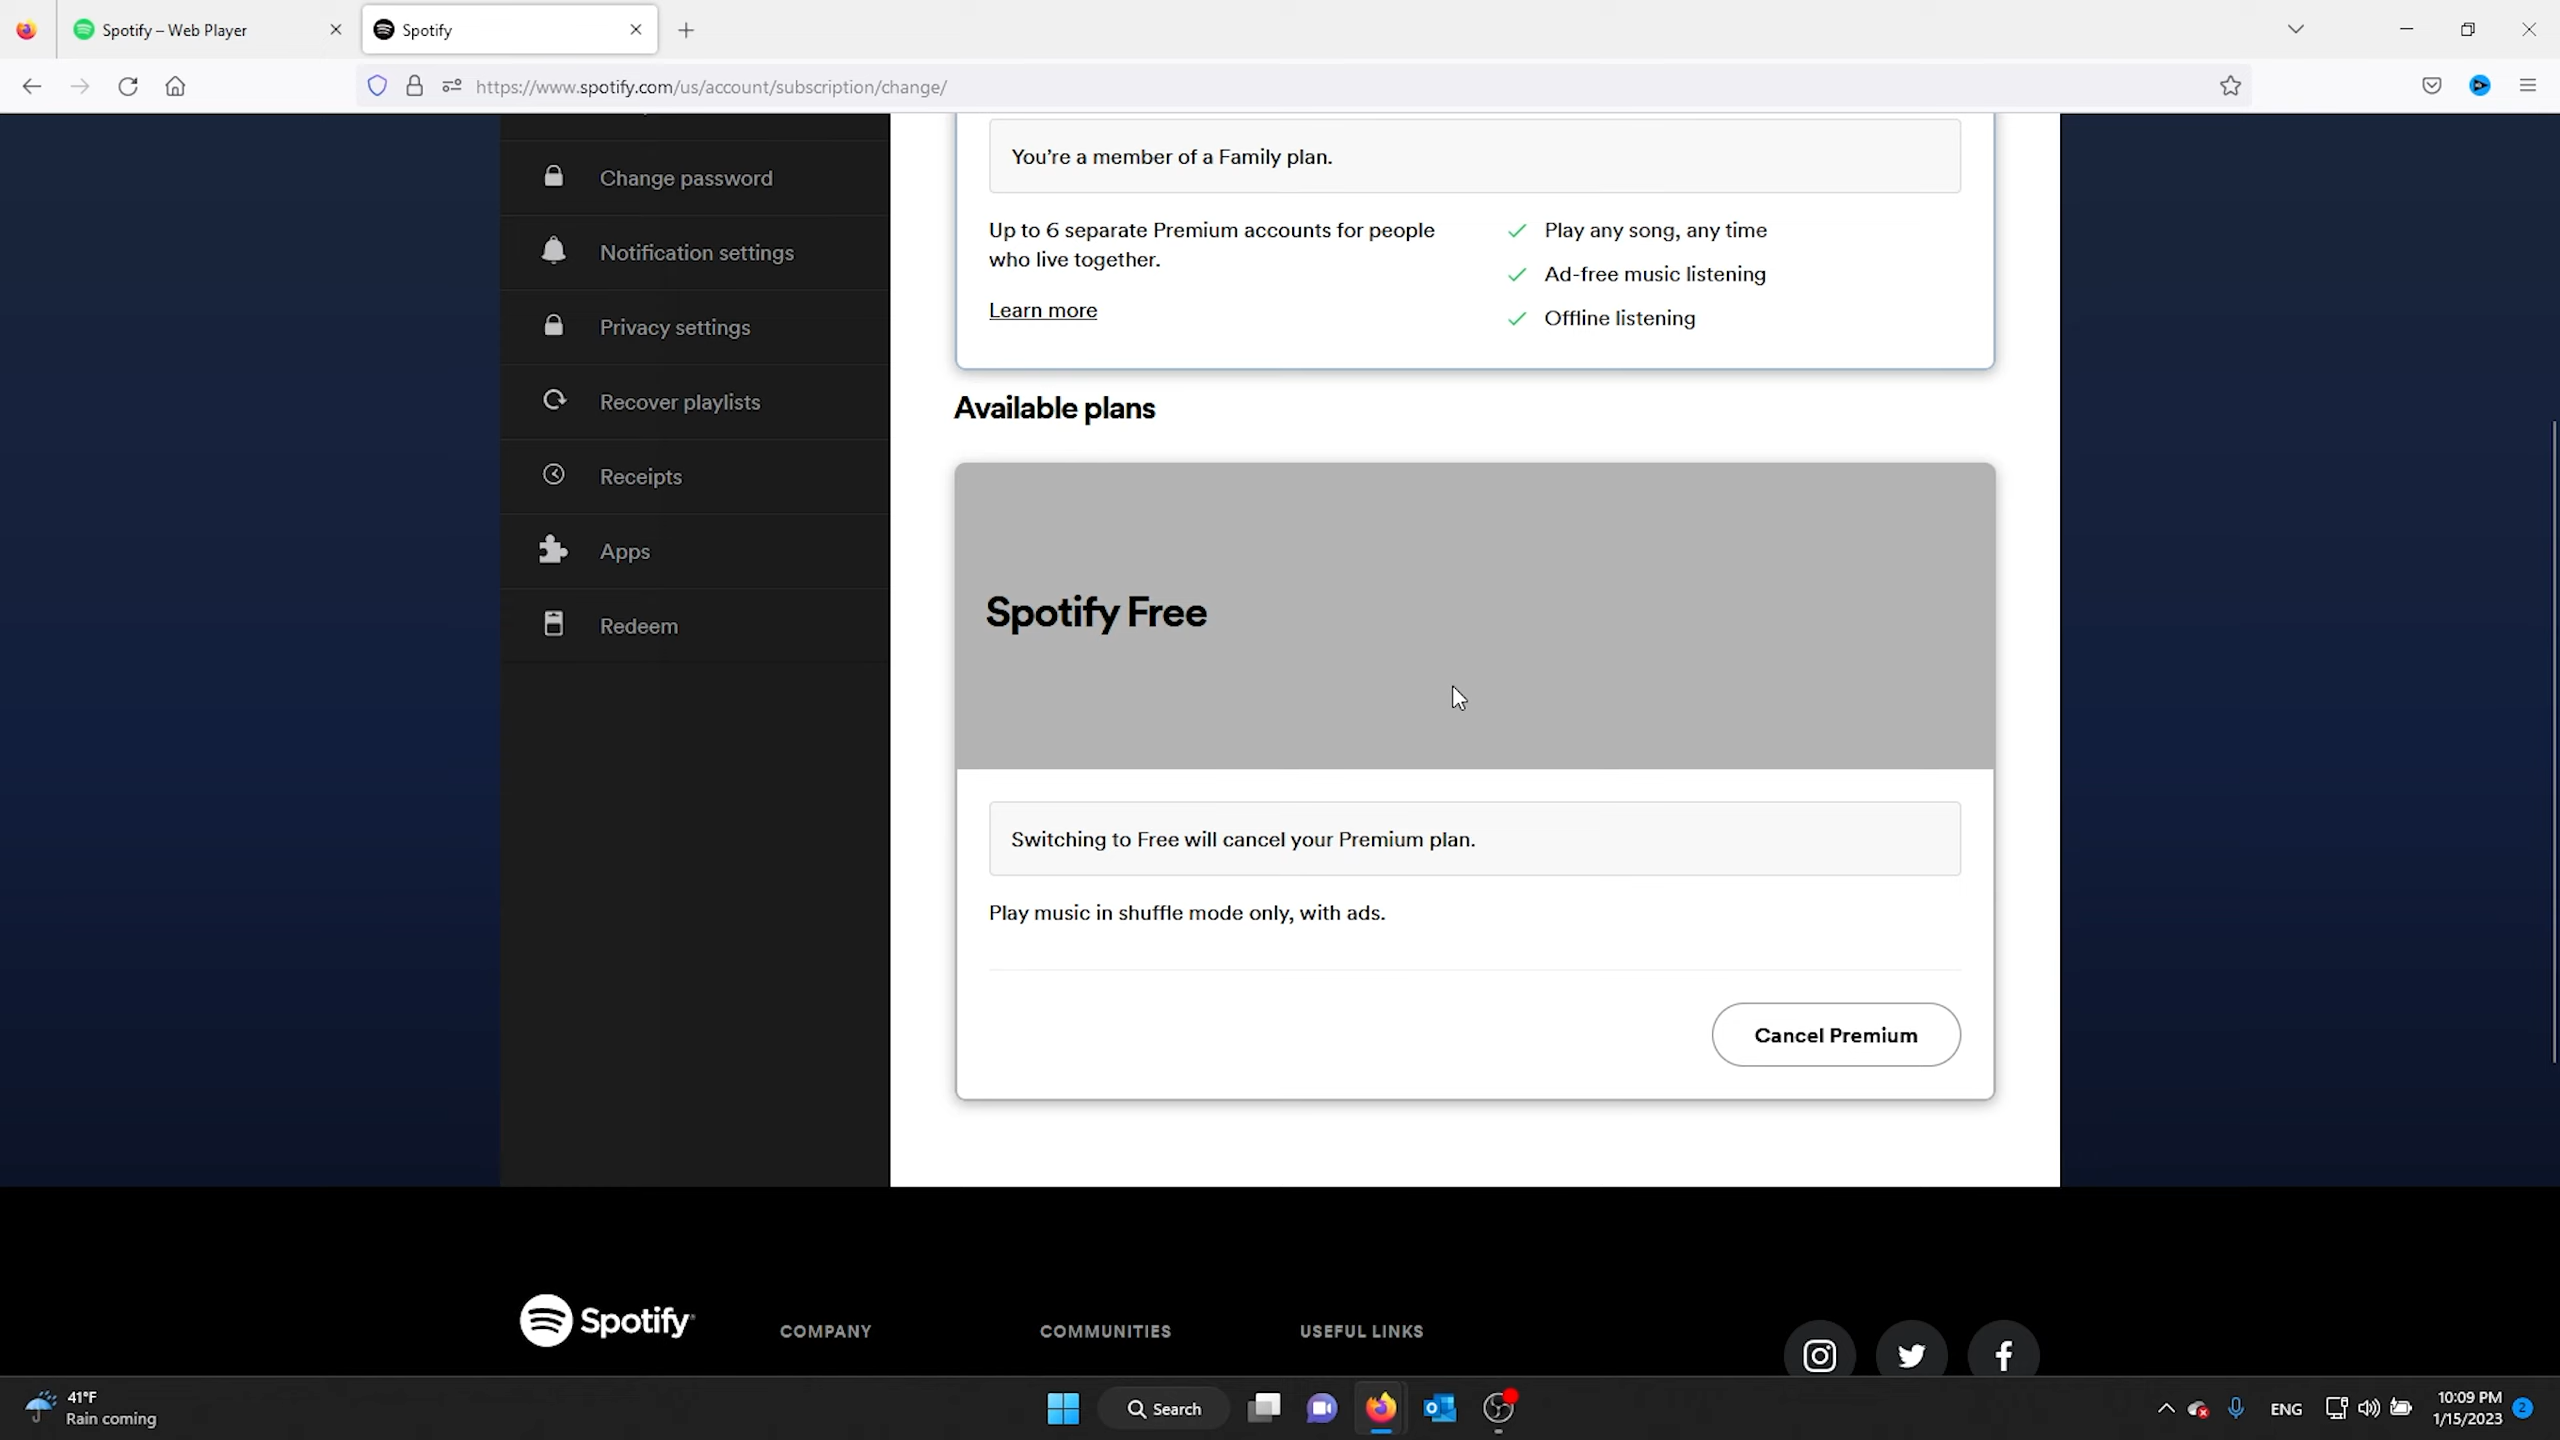 Spotify – Web Player
Spotify
https://www.spotify.com/us/account/subscription/change/
Change password
Notification settings
Privacy settings
Recover playlists
Receipts
Apps
Redeem
You're a member of a Family plan.
Up to 6 separate Premium accounts for people
who live together.
Learn more
Play any song, any time
Ad-free music listening
Offline listening
Available plans
Spotify Free
Switching to Free will cancel your Premium plan.
Play music in shuffle mode only, with ads.
Cancel Premium
Spotify
COMPANY
COMMUNITIES
USEFUL LINKS
41°F
Rain coming
Search
ENG
10:09 PM
1/15/2023
2